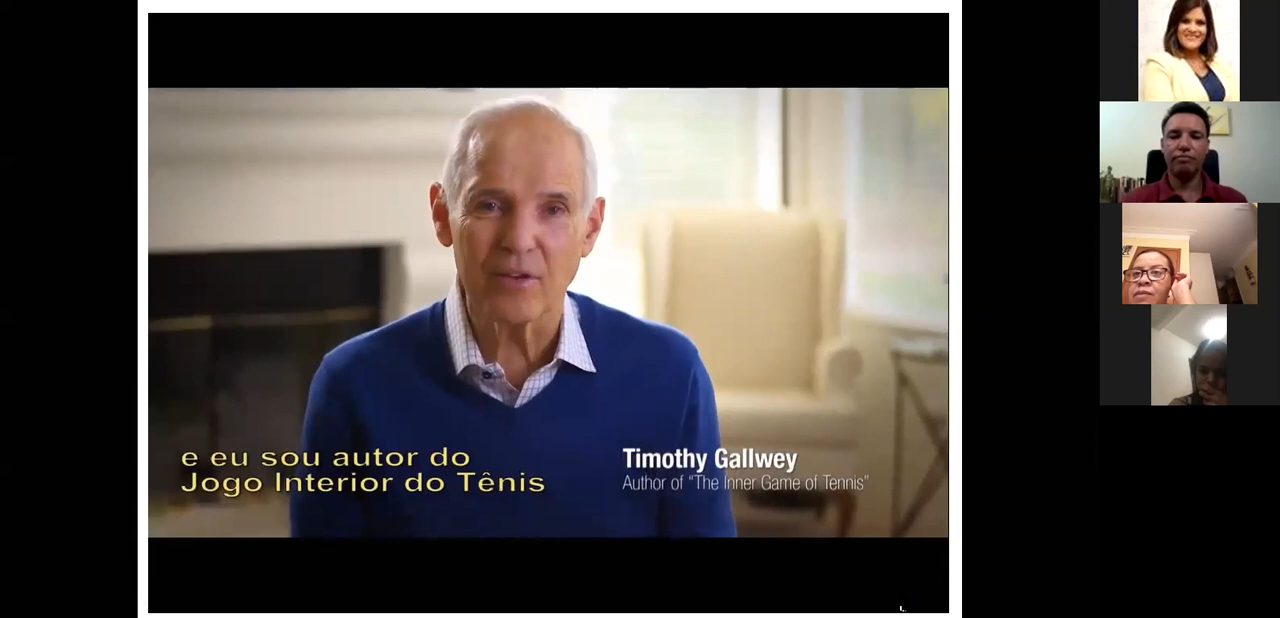 e eu sou autor do
Jogo Interior do Tênis
Timothy Gallwey
Author of “The Inner Game of Tennis”